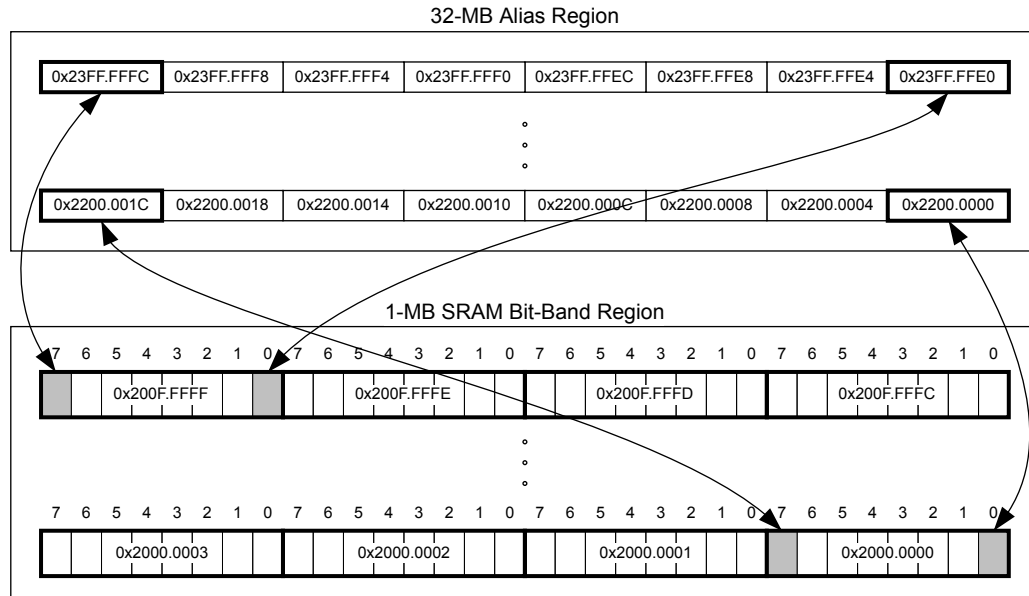 32-MB Alias Region
0x23FF.FFFC 0x23FF.FFF8 0x23FF.FFF4 0x23FF.FFF0 0x23FF.FFEC 0x23FF.FFE8 0x23FF.FFE4 0x23FF.FFE0
0x2200.001C 0x2200.0018 0x2200.0014 0x2200.0010 0x2200.000C 0x2200.0008 0x2200.0004 0x2200.0000
1-MB SRAM Bit-Band Region
7 6 5 4 3 2 1 0 7 6 5 4 3 2 1 0 7 6 5 4 3 2 1 0 7 6 5 4 3 2 1 0
0x200F.FFFF 0x200F.FFFE 0x200F.FFFD 0x200F.FFFC
7 6 5 4 3 2 1 0 7 6 5 4 3 2 1 0 7 6 5 4 3 2 1 0 7 6 5 4 3 2 1 0
0x2000.0003 0x2000.0002 0x2000.0001 0x2000.0000